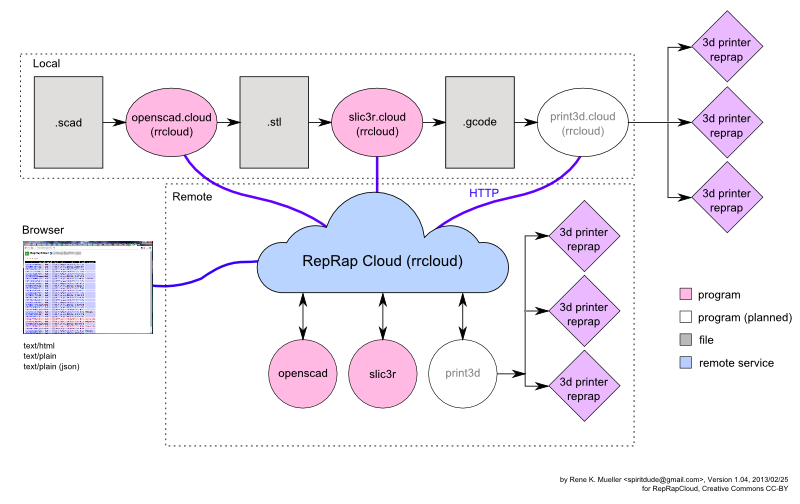 Local
.scad
openscad.cloud
(rrcloud)
.stl
slic3r.cloud
(rrcloud)
.gcode
print3d.cloud
(rrcloud)
3d printer
reprap
3d printer
reprap
3d printer
reprap
Remote
HTTP
RepRap Cloud (rrcloud)
Browser
text/html
text/plain
text/plain (json)
openscad
slic3r
print3d
3d printer
reprap
3d printer
reprap
3d printer
reprap
program
program (planned)
file
remote service
by Rene K. Mueller <spiritdude@gmail.com>, Version 1.04, 2013/02/25
for RepRapCloud, Creative Commons CC-BY